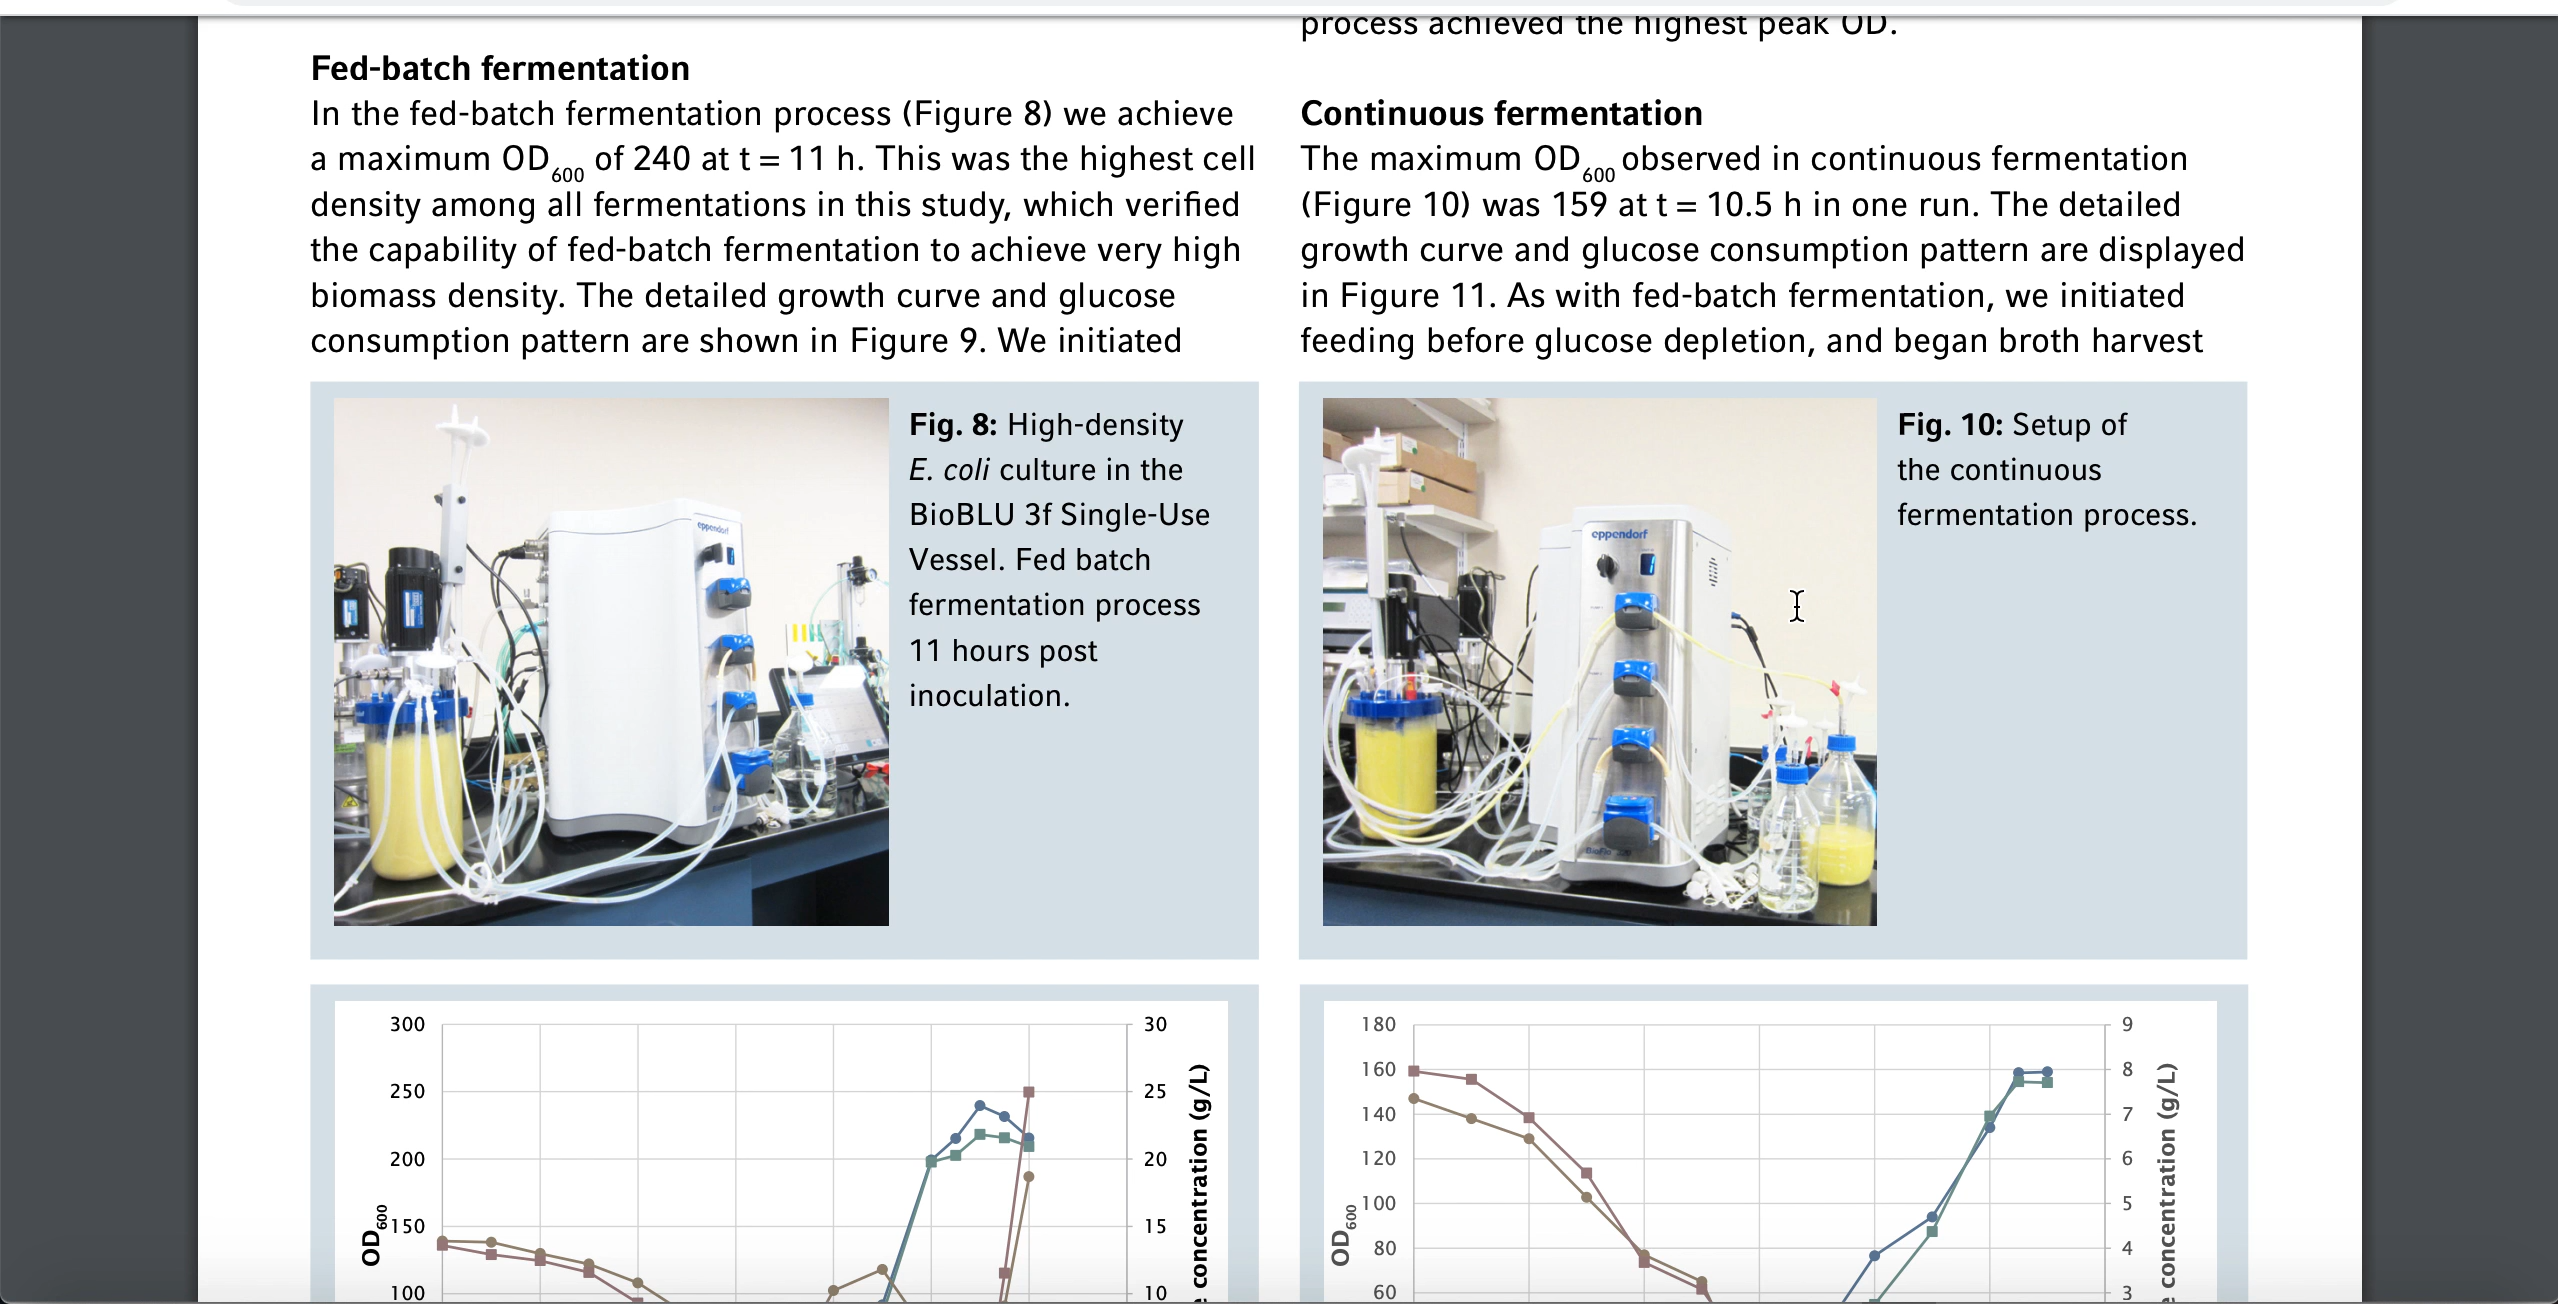 Fed-batch fermentation
In the fed-batch fermentation process (Figure 8) we achieve
a maximum OD600 of 240 at t = 11 h. This was the highest cell
density among all fermentations in this study, which verified
the capability of fed-batch fermentation to achieve very high
biomass density. The detailed growth curve and glucose
consumption pattern are shown in Figure 9. We initiated
eppendorf
Fig. 8: High-density
E. coli culture in the
BioBLU 3f Single-Use
Vessel. Fed batch
fermentation process
11 hours post
inoculation.
300
250
200
150
100
OD600
30
25
20
15
10
concentration (g/L)
process achieved the highest peak OD.
Continuous fermentation
The maximum OD600 observed in continuous fermentation
(Figure 10) was 159 at t = 10.5 h in one run. The detailed
growth curve and glucose consumption pattern are displayed
in Figure 11. As with fed-batch fermentation, we initiated
feeding before glucose depletion, and began broth harvest
eppendorf
Fig. 10: Setup of
the continuous
fermentation process.
180
160
140
120
100
80
60
OD600
9
8
7
6
5
4
3
concentration (g/L)